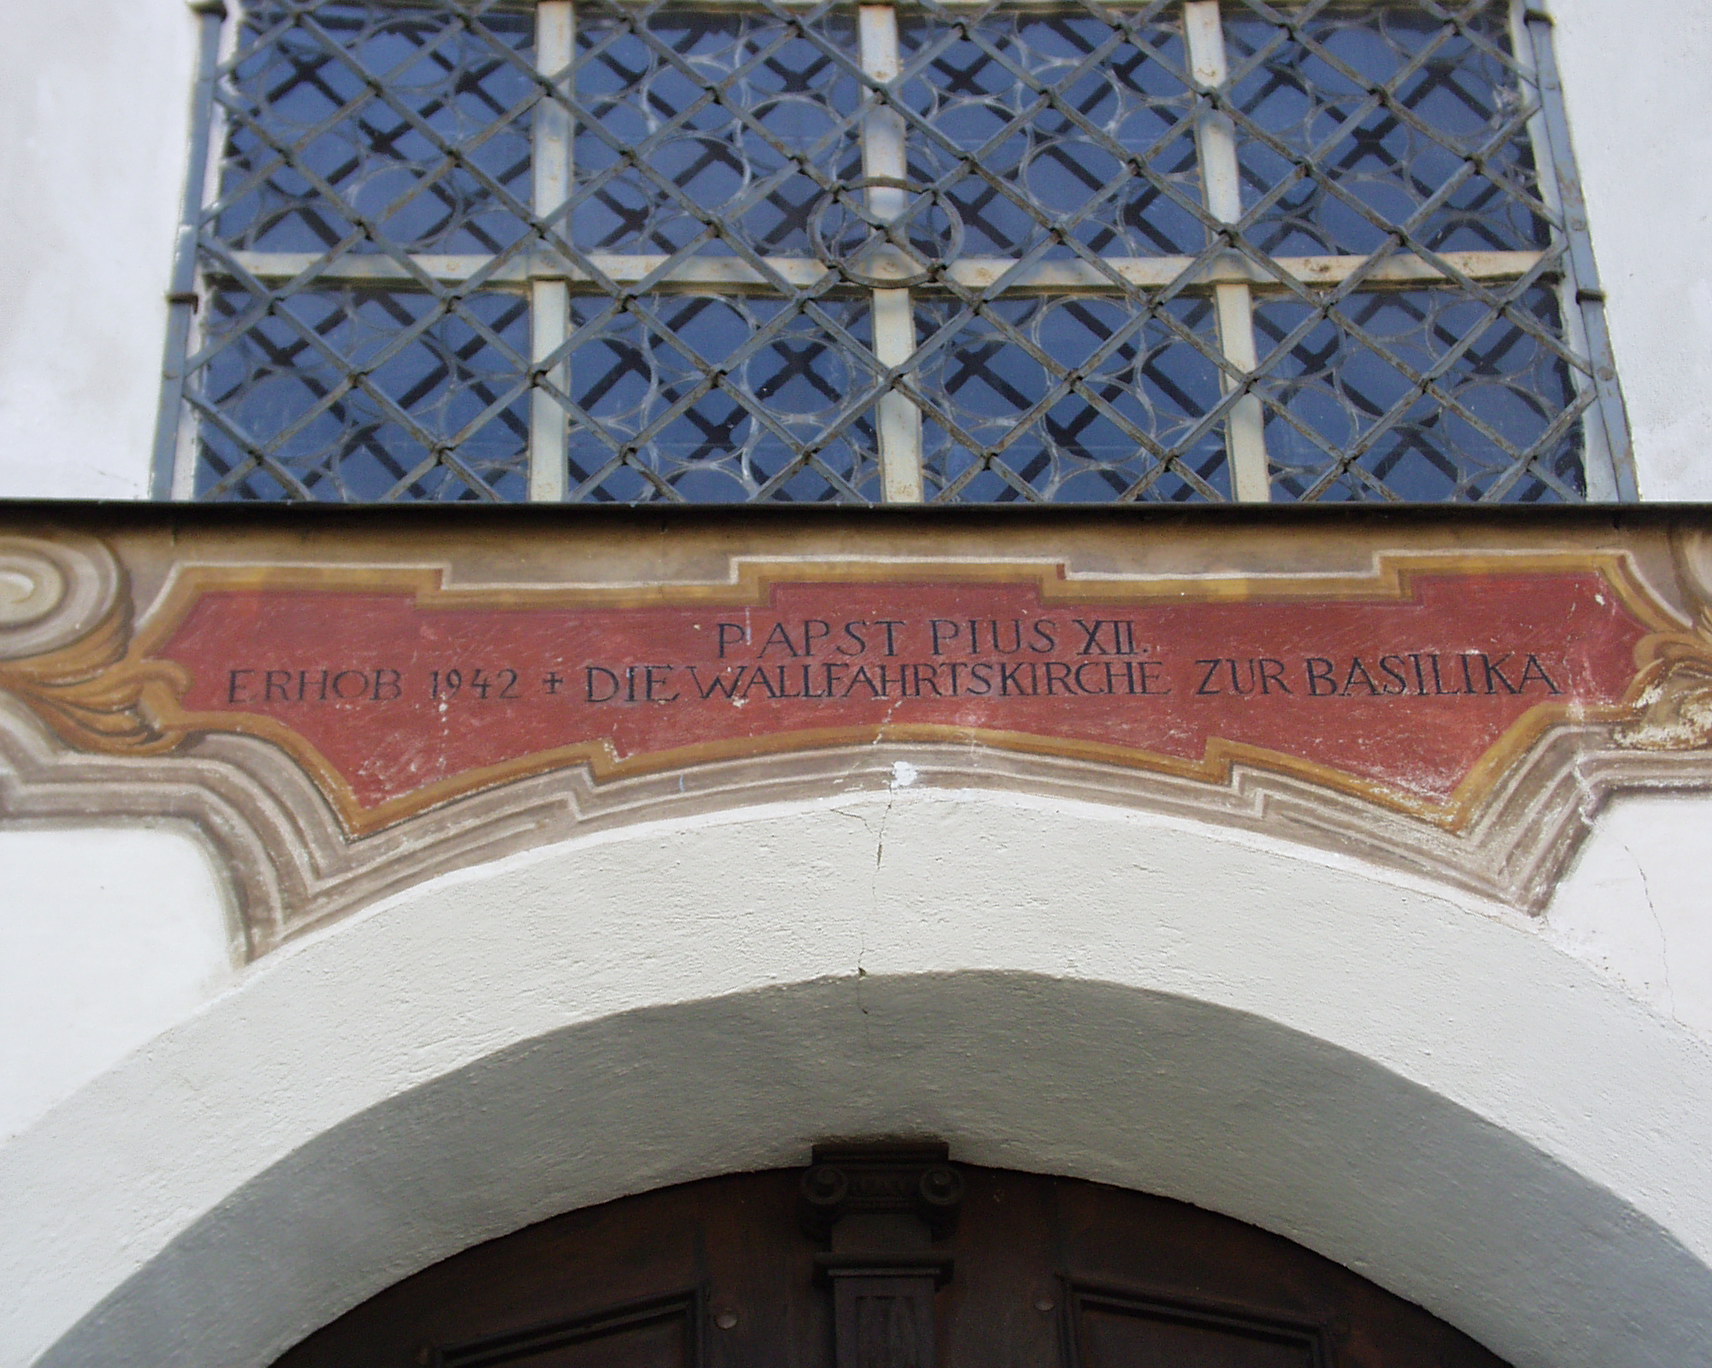 PAPST PIUS XII.
ERHOB 1942 + DIE WALLFAHRTSKIRCHE ZUR BASILIKA